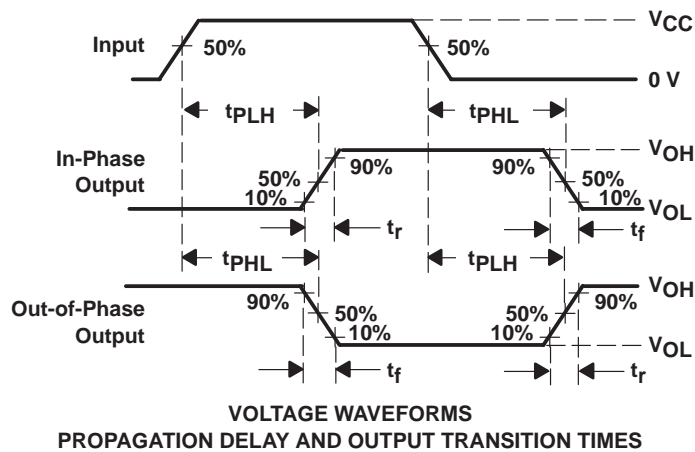 VCC
Input
50%
50%
0 V
tPLH
tPHL
In-Phase
Output
VOH
90%
90%
50%
50%
10%
10%
VOL
tr
tf
tPHL
tPLH
Out-of-Phase
Output
VOH
90%
90%
50%
50%
10%
10%
VOL
tf
tr
VOLTAGE WAVEFORMS
PROPAGATION DELAY AND OUTPUT TRANSITION TIMES